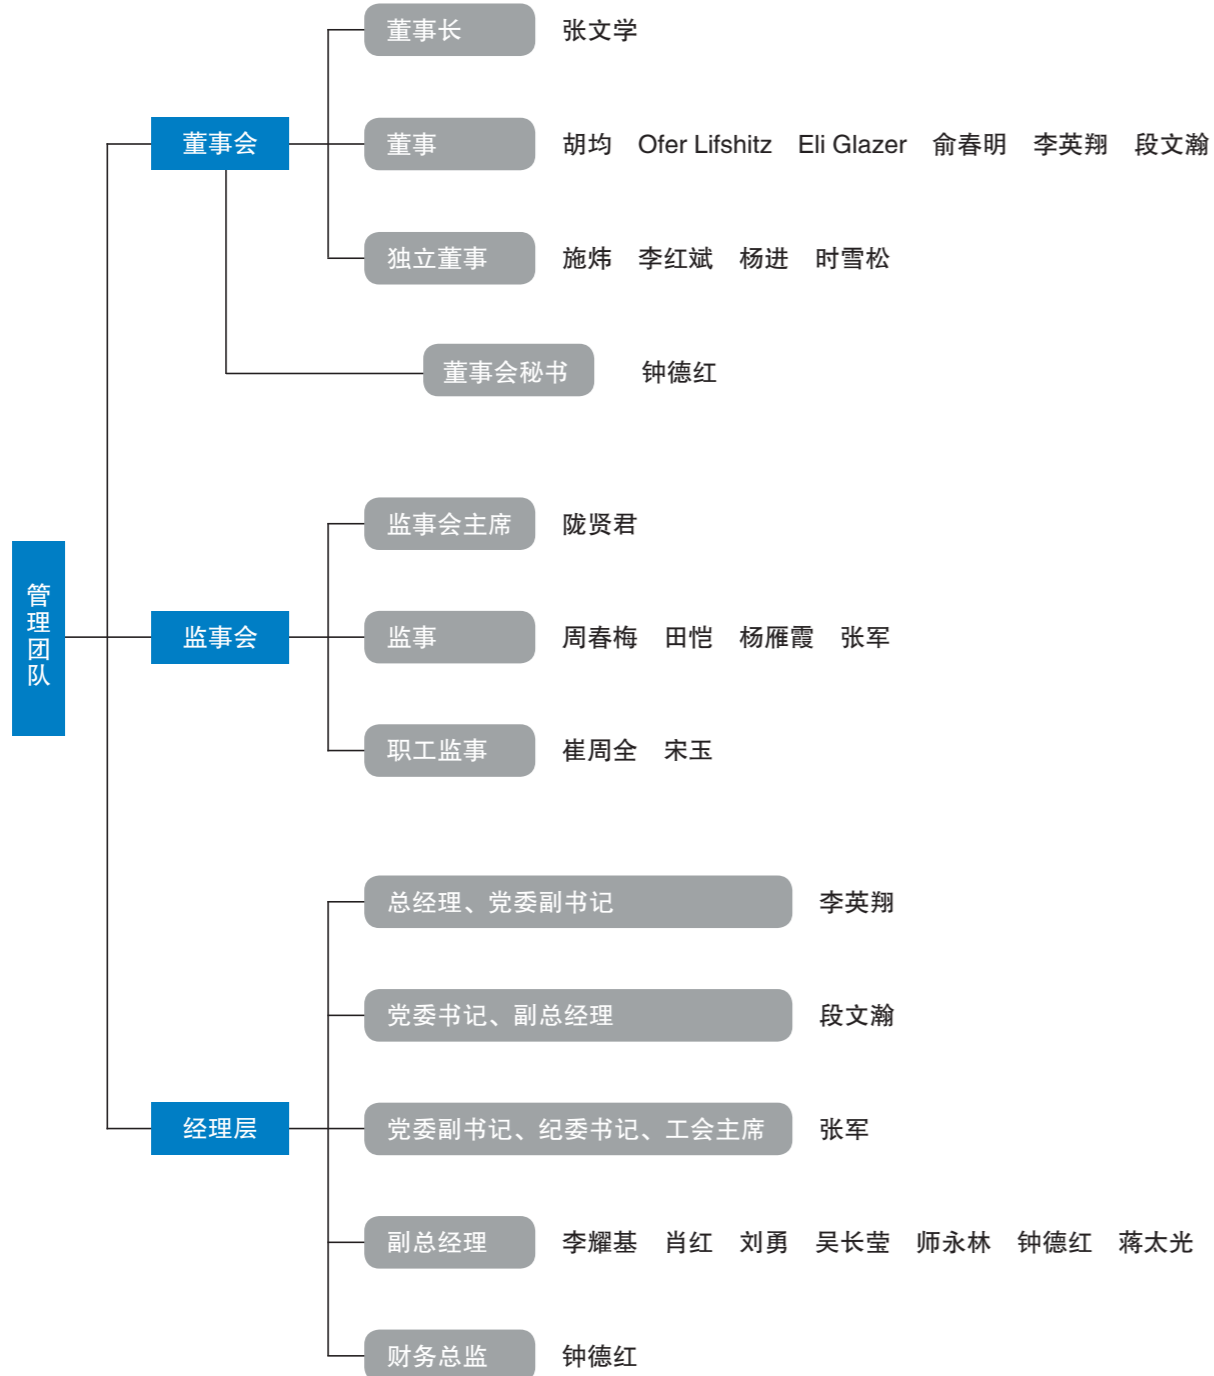 董事长 张文学
董事会
董事 胡均 Ofer Lifshitz Eli Glazer 俞春明 李英翔 段文瀚
独立董事 施炜 李红斌 杨进 时雪松
董事会秘书 钟德红
监事会主席 陇贤君
管理团队
监事会
监事 周春梅 田恺 杨雁霞 张军
职工监事 崔周全 宋玉
总经理、党委副书记 李英翔
党委书记、副总经理 段文瀚
经理层
党委副书记、纪委书记、工会主席 张军
副总经理 李耀基 肖红 刘勇 吴长莹 师永林 钟德红 蒋太光
财务总监 钟德红